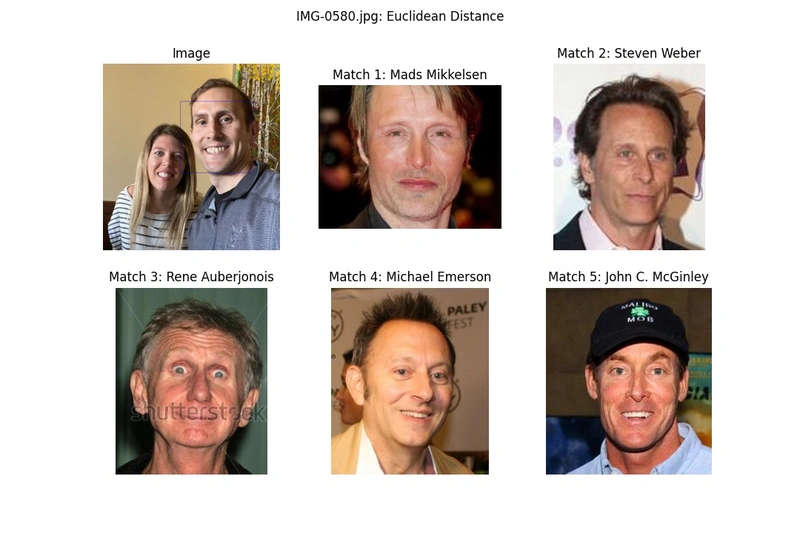 IMG-0580.jpg: Euclidean Distance
Image
Match 1: Mads Mikkelsen
Match 2: Steven Weber
Match 3: Rene Auberjonois
Match 4: Michael Emerson
Match 5: John C. McGinley
shutterstock
PALEY
FEST
MALIBU
MOB